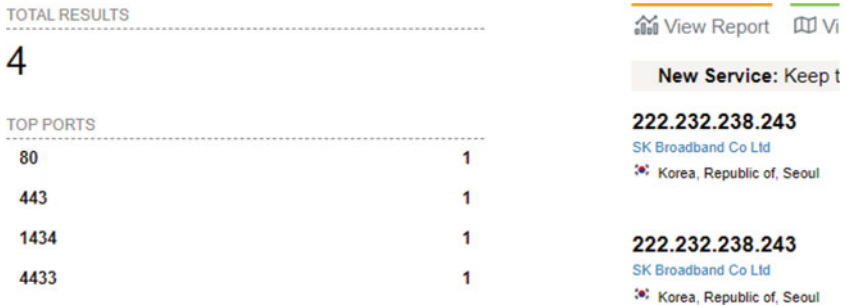 TOTAL RESULTS
4
TOP PORTS
80 1
443 1
1434 1
4433 1
View Report Vi
New Service: Keep t
222.232.238.243
SK Broadband Co Ltd
Korea, Republic of, Seoul
222.232.238.243
SK Broadband Co Ltd
Korea, Republic of, Seoul